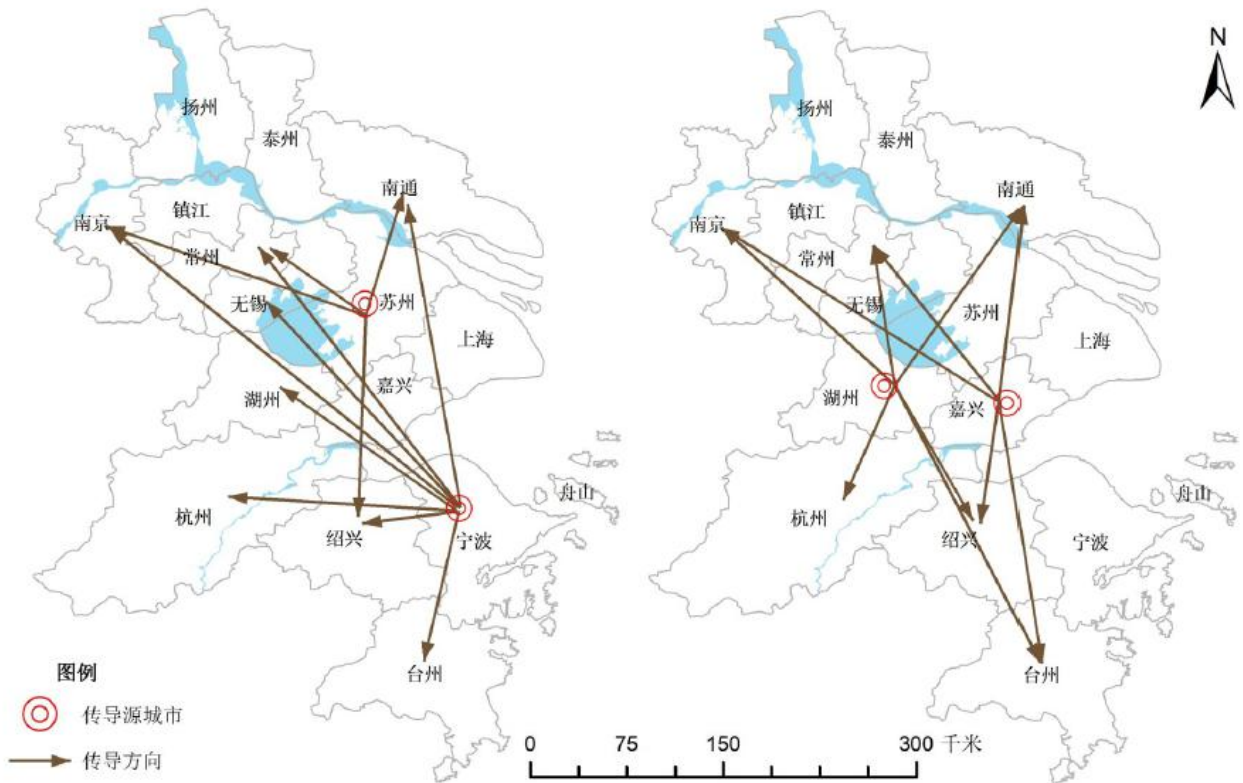 扬州
泰州
南通
南京
镇江
常州
无锡
苏州
上海
嘉兴
湖州
杭州
绍兴
宁波
舟山
台州
图例
传导源城市
传导方向
N
扬州
泰州
南通
南京
镇江
常州
无锡
苏州
上海
湖州
嘉兴
杭州
绍兴
宁波
舟山
台州
0 75 150 300 千米